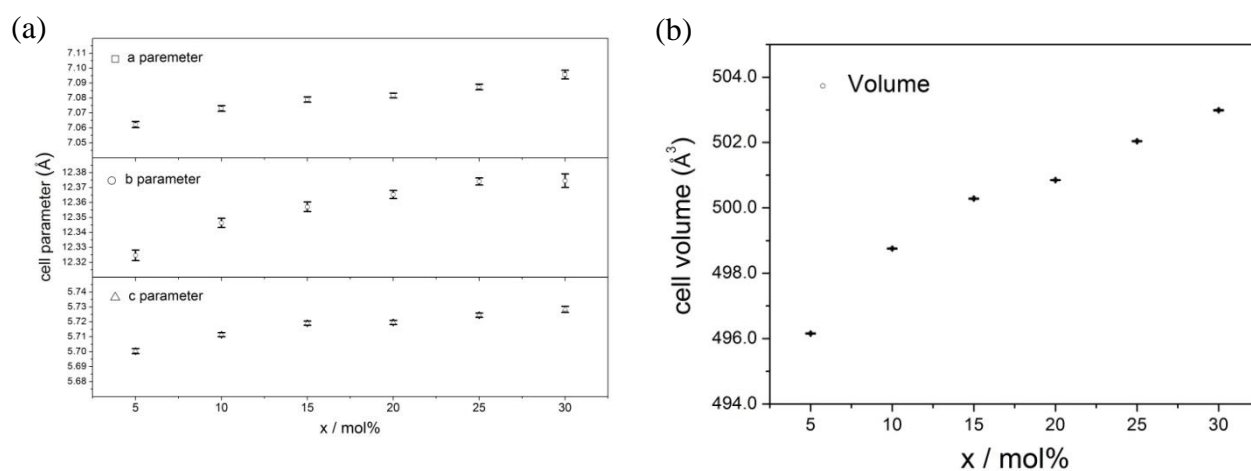 (a)
cell parameter (Å)
□ a paremeter
7.11
7.10
7.09
7.08
7.07
7.06
7.05
○ b parameter
12.38
12.37
12.35
12.34
12.33
12.32
△ c parameter
5.74
5.73
5.72
5.71
5.70
5.69
5.68
5 10 15 20 25 30
x / mol%
(b)
cell volume (Å³)
○ Volume
504.0
502.0
500.0
498.0
496.0
494.0
5 10 15 20 25 30
x / mol%